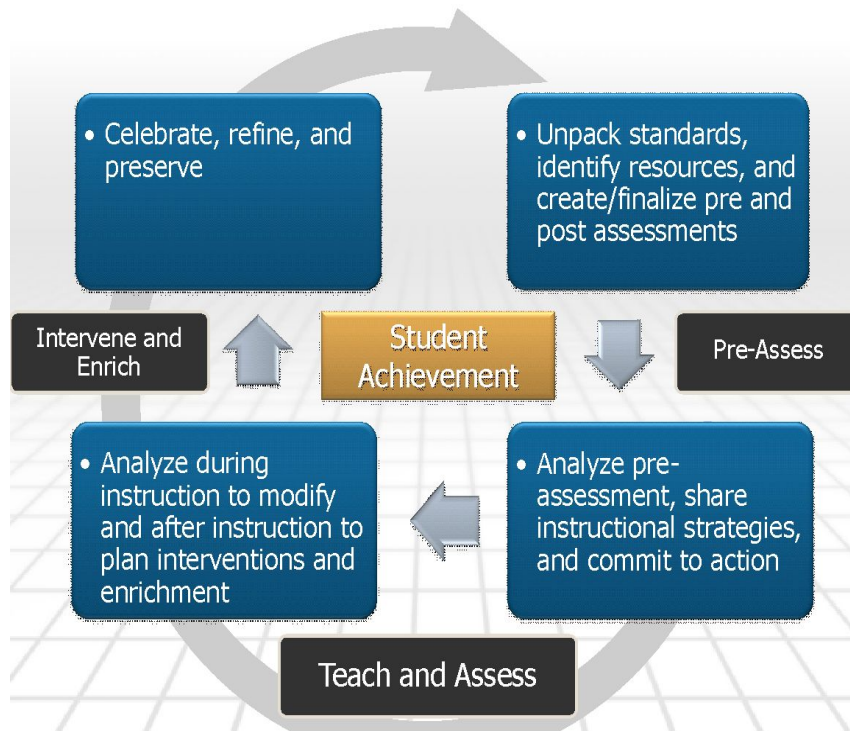 • Celebrate, refine, and
preserve
• Unpack standards,
identify resources, and
create/finalize pre and
post assessments
Intervene and
Enrich
Student
Achievement
Pre-Assess
• Analyze during
instruction to modify
and after instruction to
plan interventions and
enrichment
• Analyze pre-
assessment, share
instructional strategies,
and commit to action
Teach and Assess